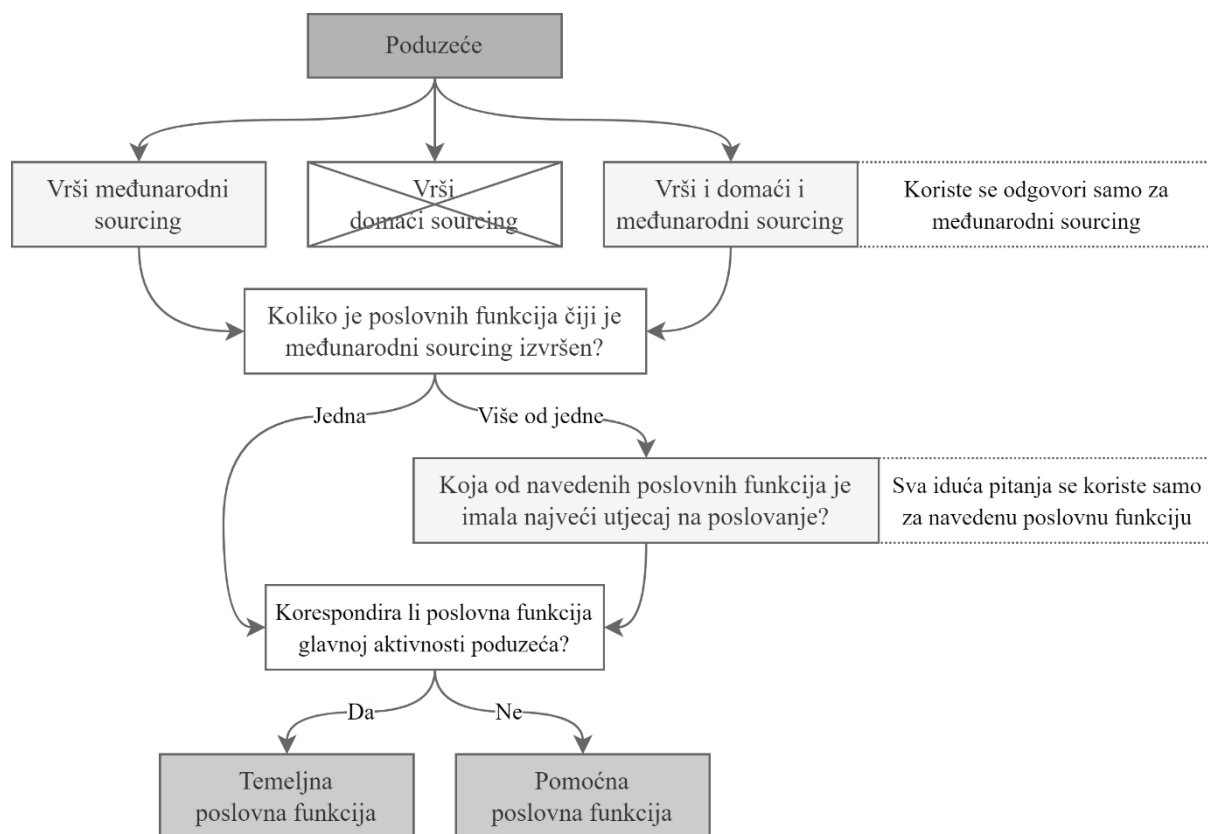 Poduzeće
Vrši međunarodni
sourcing
Vrši
domaći sourcing
Vrši i domaći i
međunarodni sourcing
Koriste se odgovori samo za
međunarodni sourcing
Koliko je poslovnih funkcija čiji je
međunarodni sourcing izvršen?
Jedna
Više od jedne
Koja od navedenih poslovnih funkcija je
imala najveći utjecaj na poslovanje?
Sva iduća pitanja se koriste samo
za navedenu poslovnu funkciju
Korespondira li poslovna funkcija
glavnoj aktivnosti poduzeća?
Da
Ne
Temeljna
poslovna funkcija
Pomoćna
poslovna funkcija